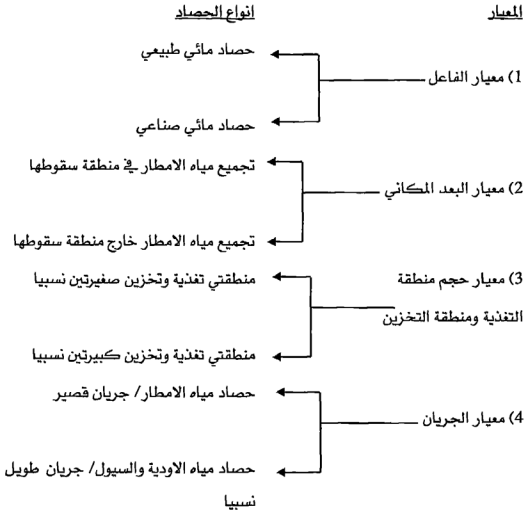 المعيار
انواع الحصاد
حصاد مائي طبيعي
1) معيار الفاعل
حصاد مائي صناعي
تجميع مياه الامطار في منطقة سقوطها
2) معيار البعد المكاني
تجميع مياه الامطار خارج منطقة سقوطها
3) معيار حجم منطقة
التغذية ومنطقة التخزين
منطقتي تغذية وتخزين صغيرتين نسبيا
منطقتي تغذية وتخزين كبيرتين نسبيا
حصاد مياه الامطار/ جريان قصير
4) معيار الجريان
حصاد مياه الاودية والسيول/ جريان طويل
نسبيا